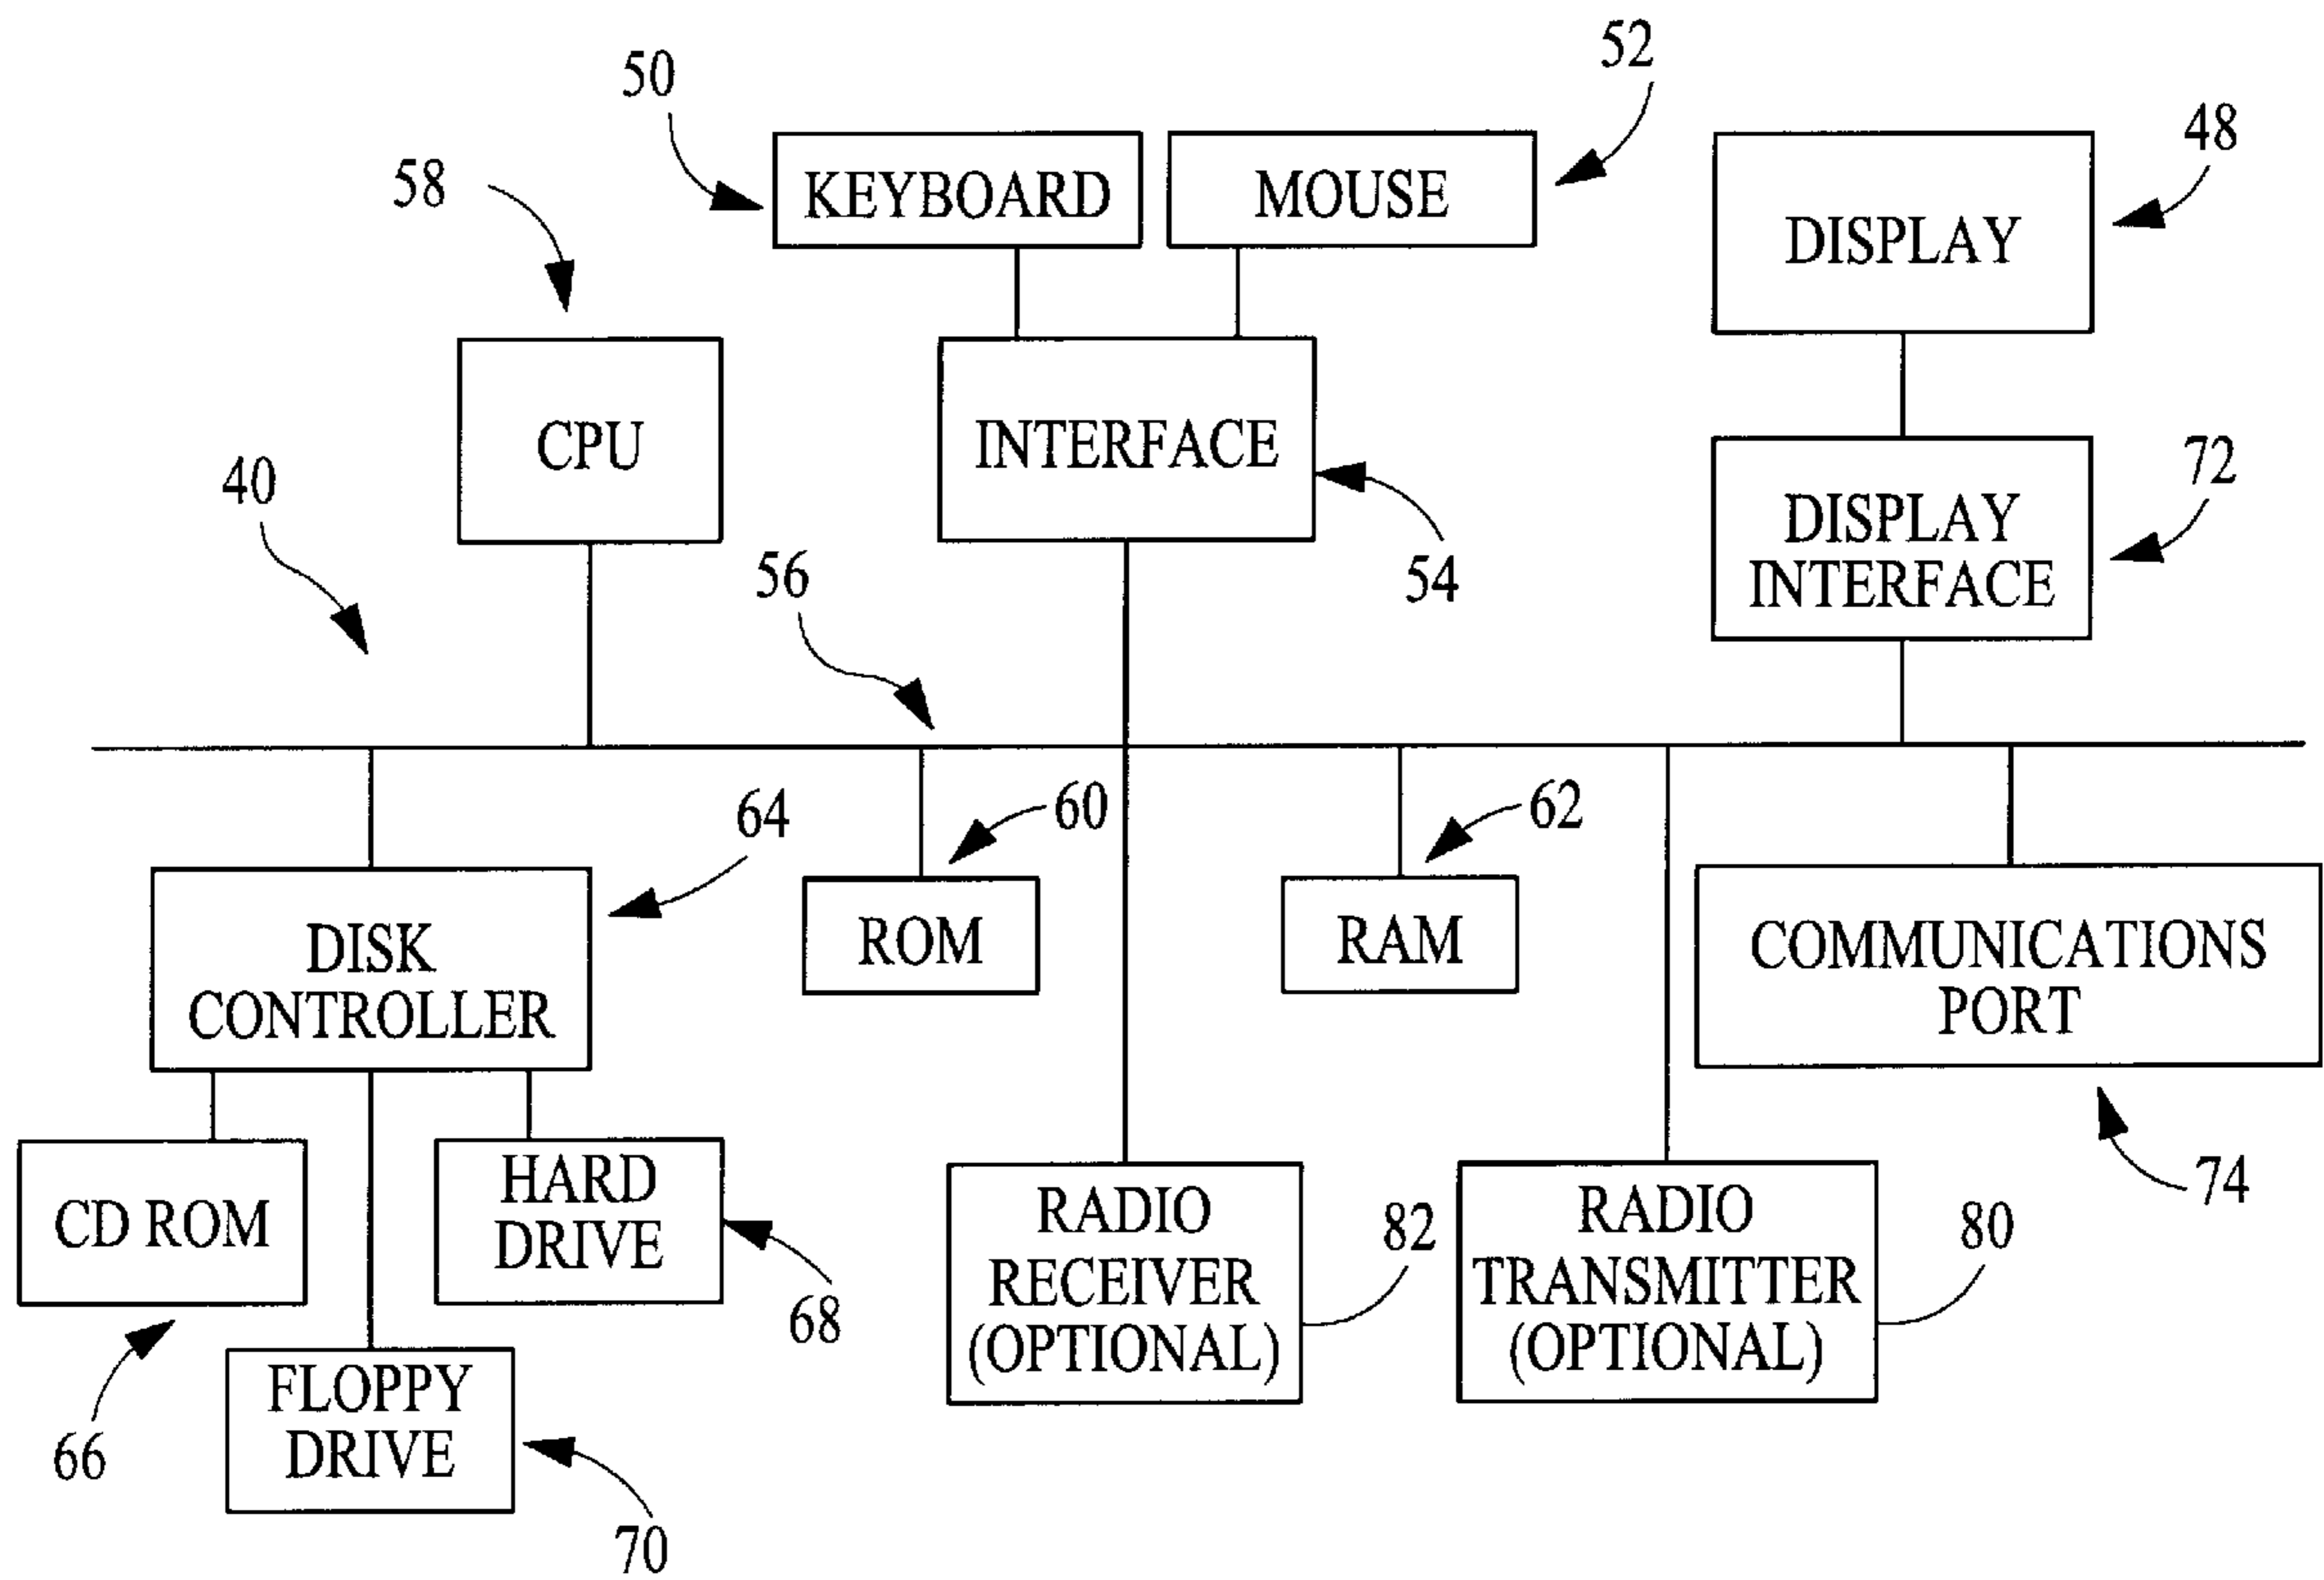 52
50
48
58
KEYBOARD
MOUSE
DISPLAY
CPU
INTERFACE
72
40
DISPLAY
INTERFACE
56
54
64
60
62
DISK
CONTROLLER
ROM
RAM
COMMUNICATIONS
PORT
74
CD ROM
HARD
DRIVE
RADIO
RECEIVER
(OPTIONAL)
82
RADIO
TRANSMITTER
(OPTIONAL)
80
68
66
FLOPPY
DRIVE
70